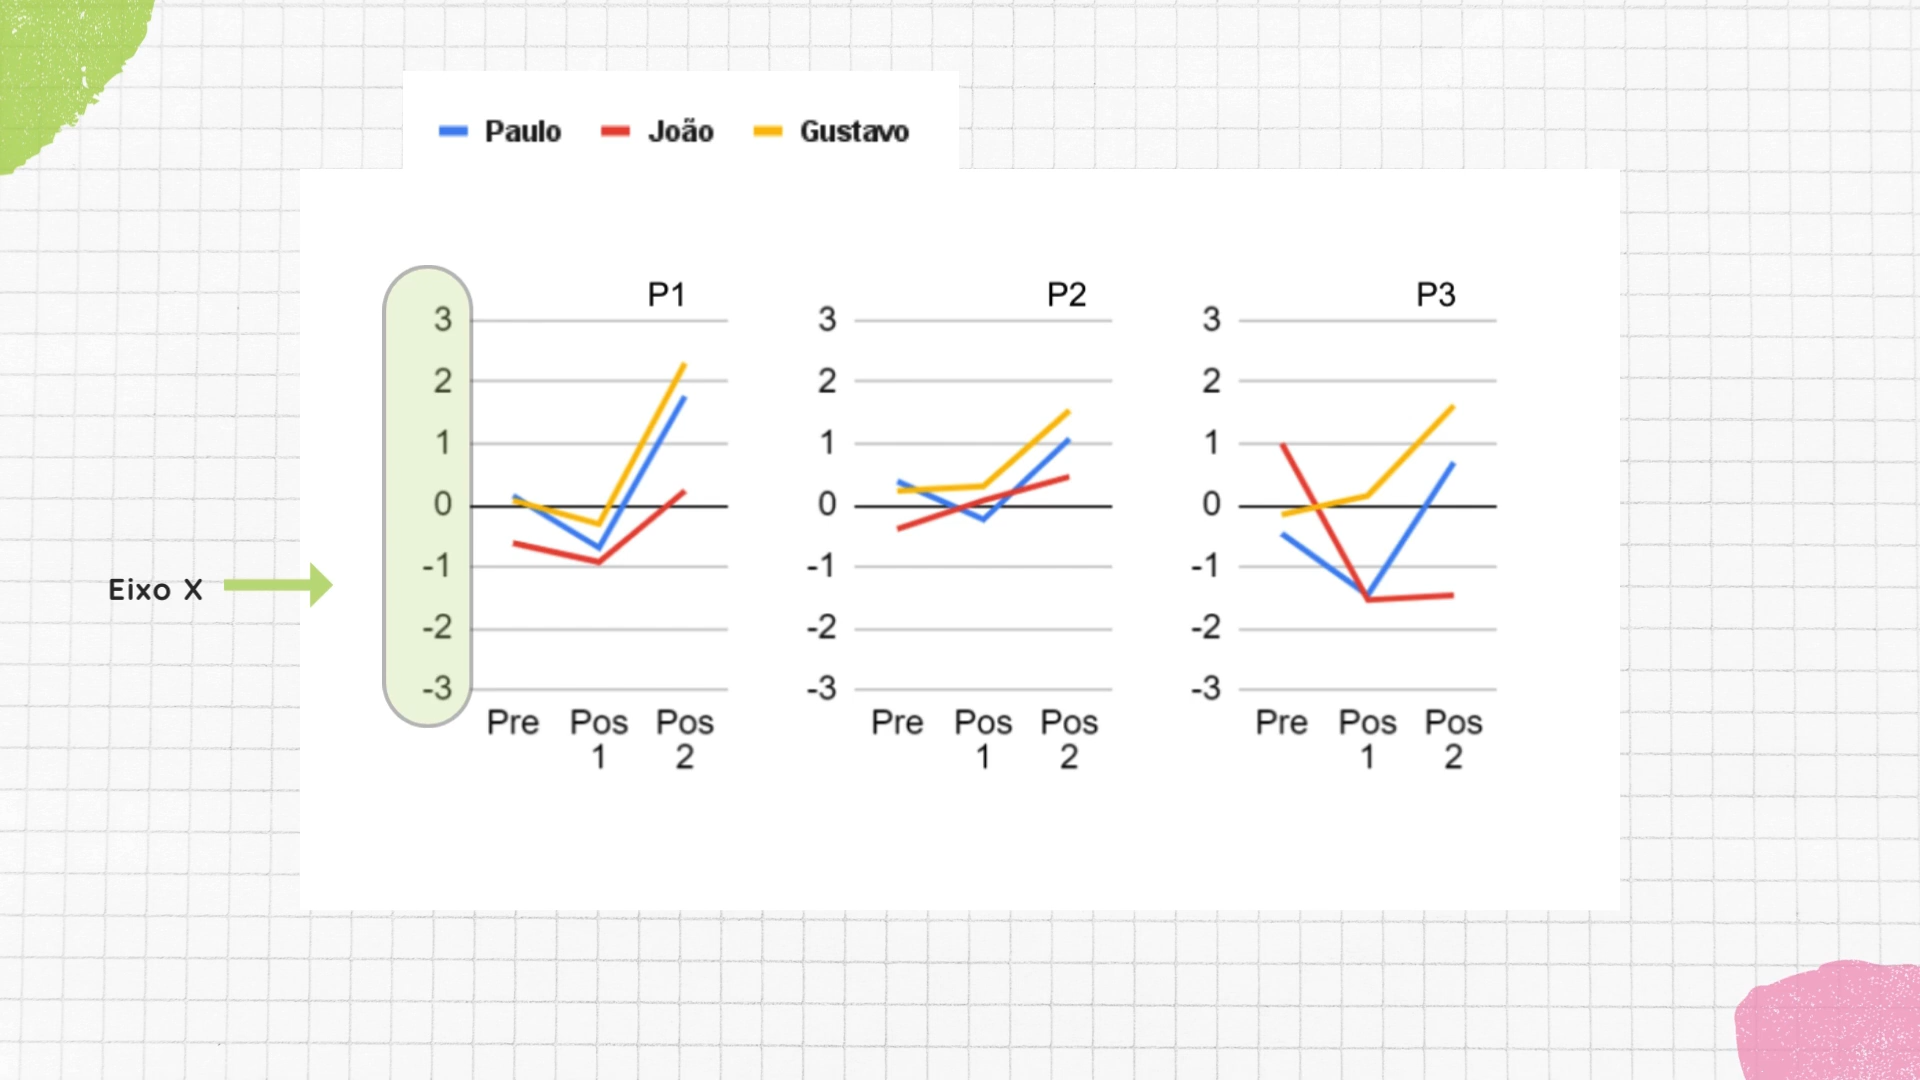 Paulo João Gustavo
P1 P2 P3
3 3 3
2 2 2
1 1 1
0 0 0
-1 -1 -1
Eixo X
-2 -2 -2
-3 -3 -3
Pre Pos Pos Pre Pos Pos Pre Pos Pos
1 2 1 2 1 2